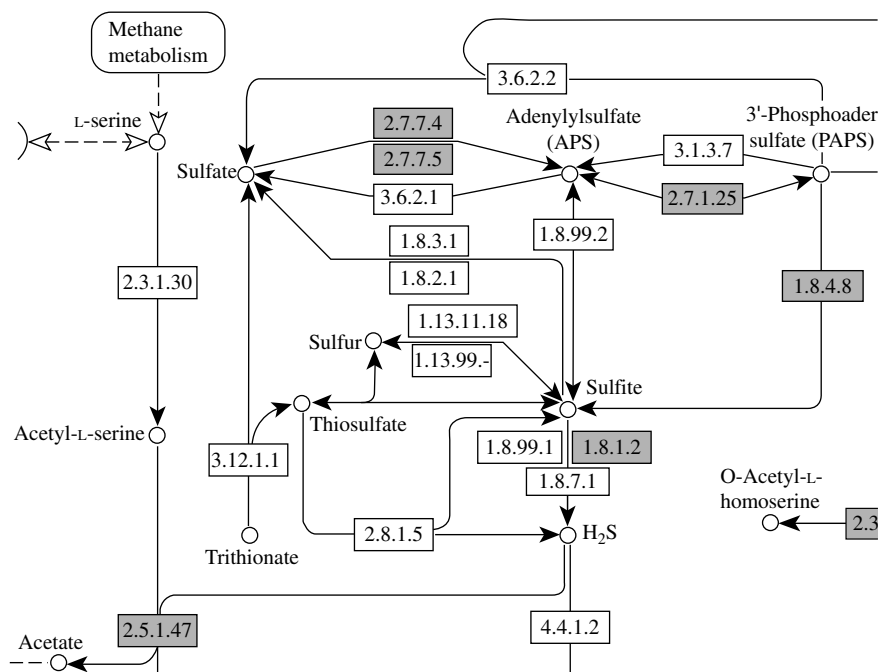 Methane
metabolism
3.6.2.2
L-serine
2.7.7.4
Adenylylsulfate
(APS)
3'-Phosphoader
sulfate (PAPS)
2.7.7.5
3.1.3.7
Sulfate
3.6.2.1
2.7.1.25
1.8.3.1
1.8.99.2
2.3.1.30
1.8.2.1
1.8.4.8
1.13.11.18
Sulfur
1.13.99.-
Sulfite
Thiosulfate
Acetyl-L-serine
3.12.1.1
1.8.99.1
1.8.1.2
1.8.7.1
O-Acetyl-L-
homoserine
2.3
2.8.1.5
H₂S
Trithionate
2.5.1.47
4.4.1.2
Acetate